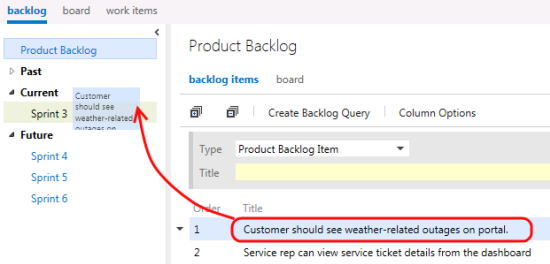 backlog board work items
Product Backlog
Past
Current
Sprint 3
Customer
should see
weather-related
outages on
Future
Sprint 4
Sprint 5
Sprint 6
Product Backlog
backlog items board
Create Backlog Query Column Options
Type Product Backlog Item
Title
Order Title
1 Customer should see weather-related outages on portal.
2 Service rep can view service ticket details from the dashboard